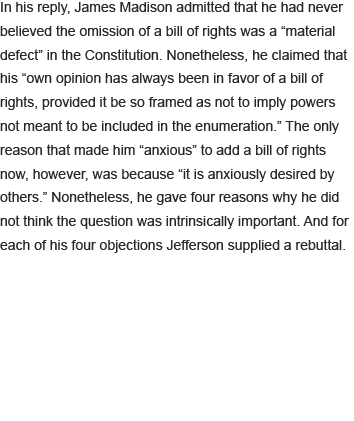 In his reply, James Madison admitted that he had never
believed the omission of a bill of rights was a “material
defect” in the Constitution. Nonetheless, he claimed that
his “own opinion has always been in favor of a bill of
rights, provided it be so framed as not to imply powers
not meant to be included in the enumeration.” The only
reason that made him “anxious” to add a bill of rights
now, however, was because “it is anxiously desired by
others.” Nonetheless, he gave four reasons why he did
not think the question was intrinsically important. And for
each of his four objections Jefferson supplied a rebuttal.